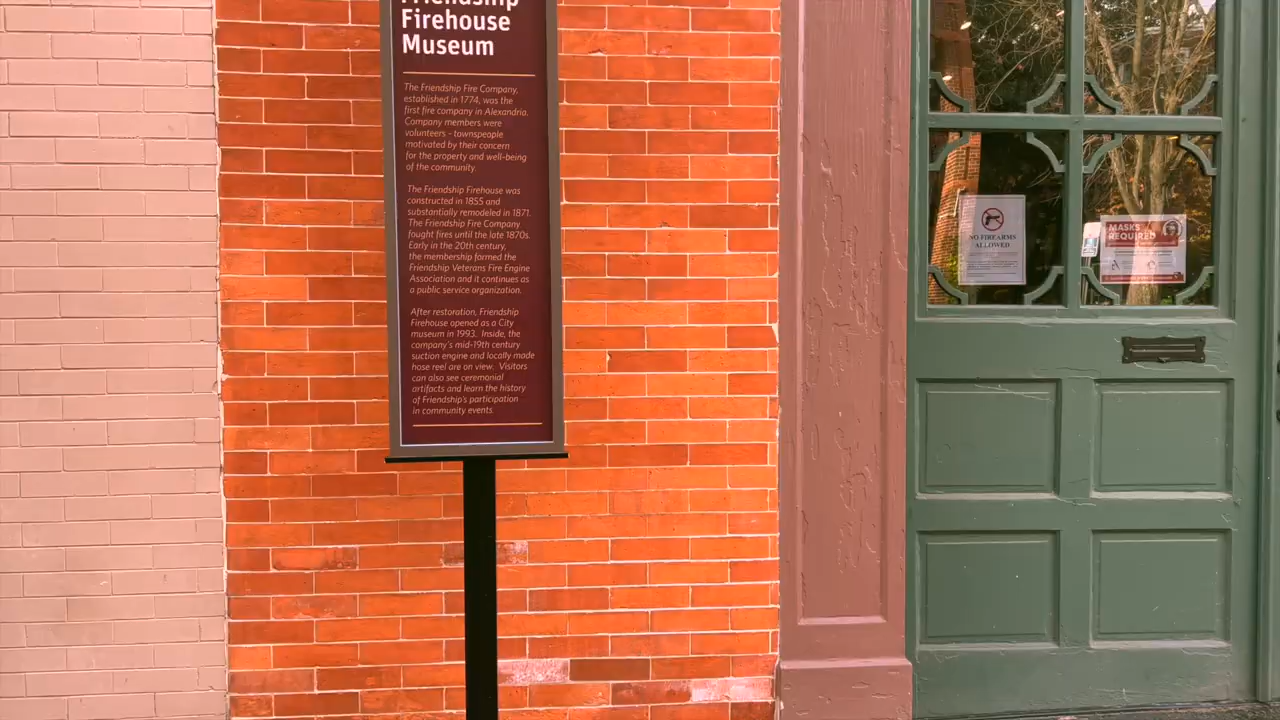 Friendship
Firehouse
Museum
The Friendship Fire Company,
established in 1774, was the
first fire company in Alexandria.
Company members were
volunteers - townspeople
motivated by their concern
for the property and well-being
of the community.
The Friendship Firehouse was
constructed in 1855 and
substantially remodeled in 1871.
The Friendship Fire Company
fought fires until the late 1870s.
Early in the 20th century,
the membership formed the
Friendship Veterans Fire Engine
Association and it continues as
a public service organization.
After restoration, Friendship
Firehouse opened as a City
museum in 1993. Inside, the
company's mid-19th century
suction engine and locally made
hose reel are on view. Visitors
can also see ceremonial
artifacts and learn the history
of Friendship's participation
in community events.
NO FIREARMS
ALLOWED
MASKS
REQUIRED